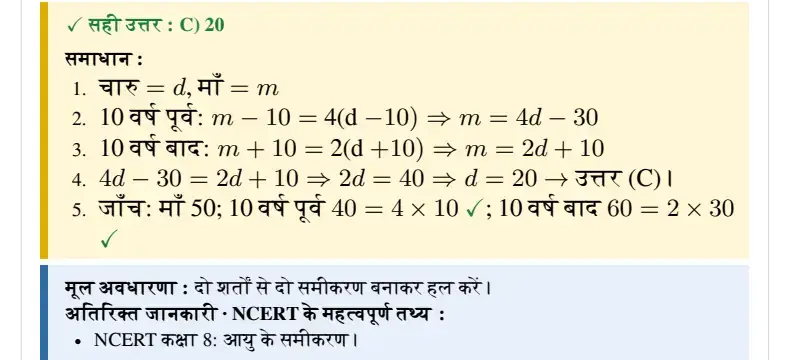 ✓ सही उत्तर : C) 20
समाधान :
1. चारु = d, माँ = m
2. 10 वर्ष पूर्व: m − 10 = 4(d −10) ⇒ m = 4d − 30
3. 10 वर्ष बाद: m + 10 = 2(d +10) ⇒ m = 2d + 10
4. 4d − 30 = 2d + 10 ⇒ 2d = 40 ⇒ d = 20 → उत्तर (C)।
5. जाँच: माँ 50; 10 वर्ष पूर्व 40 = 4 × 10 ✓; 10 वर्ष बाद 60 = 2 × 30
✓
मूल अवधारणा : दो शर्तों से दो समीकरण बनाकर हल करें।
अतिरिक्त जानकारी · NCERT के महत्वपूर्ण तथ्य :
• NCERT कक्षा 8: आयु के समीकरण।